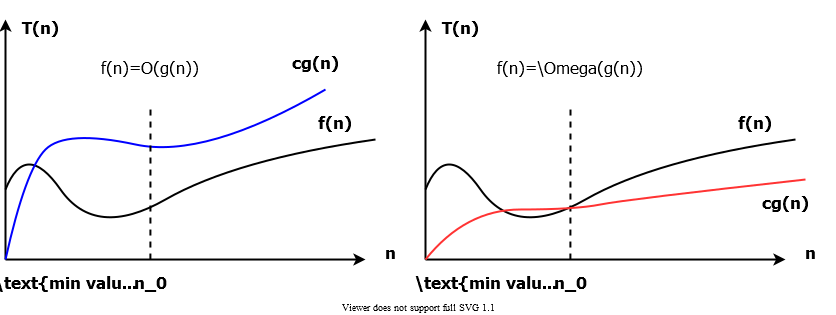 T(n)
f(n)=O(g(n))
cg(n)
f(n)
n
\text{min valu...n_0
T(n)
f(n)=\Omega(g(n))
f(n)
cg(n)
n
\text{min valu...n_0
Viewer does not support full SVG 1.1